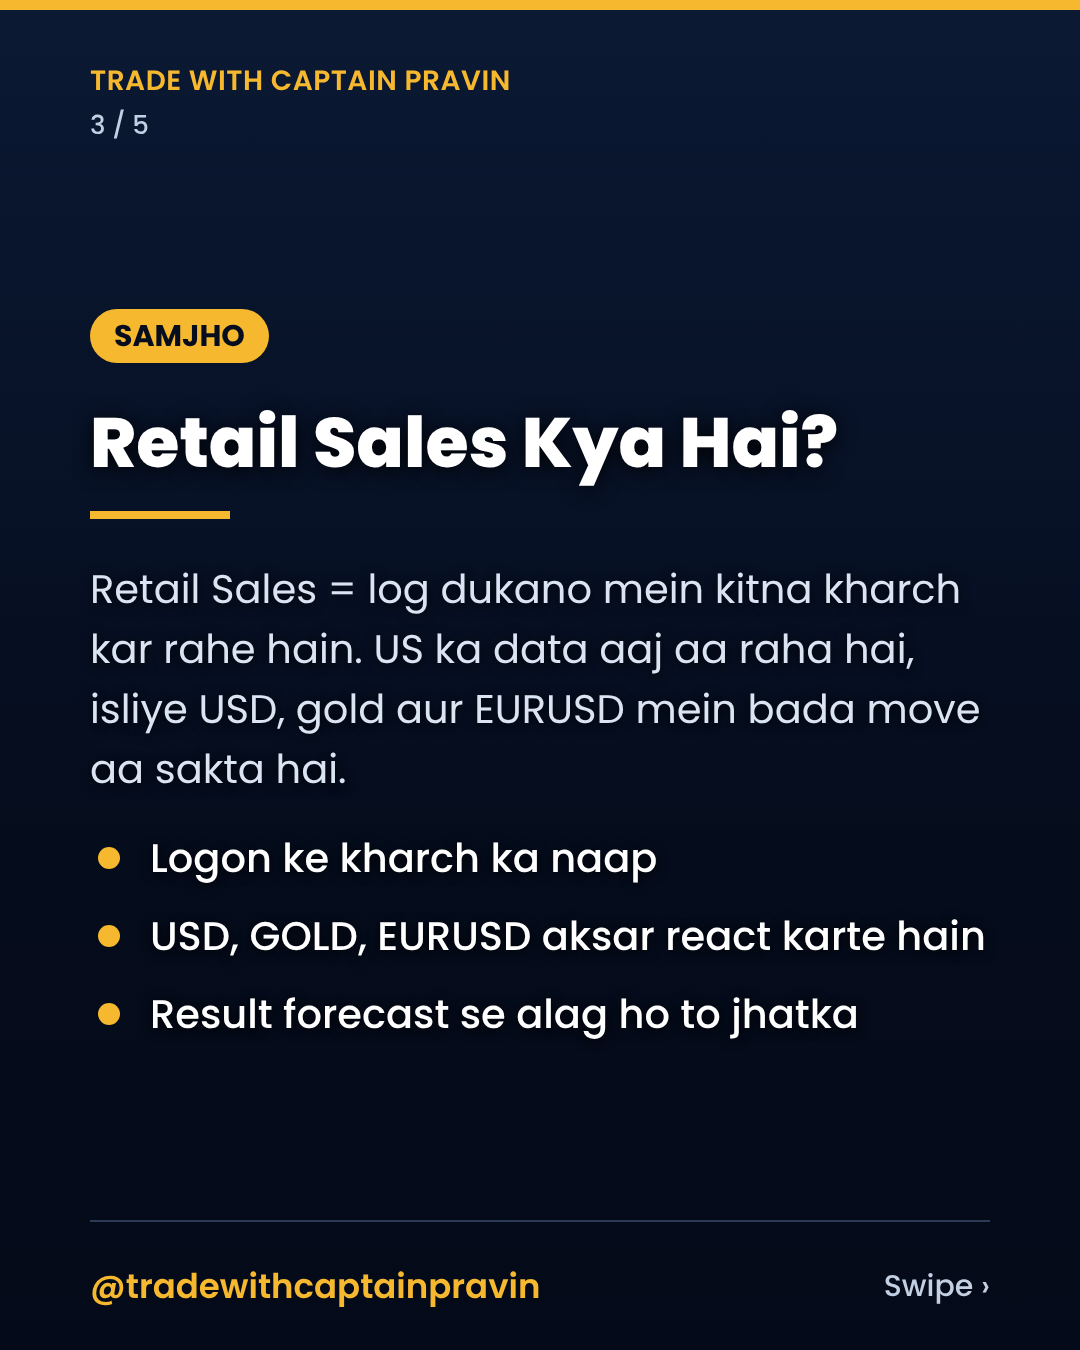 TRADE WITH CAPTAIN PRAVIN
3 / 5
SAMJHO
Retail Sales Kya Hai?
Retail Sales = log dukano mein kitna kharch
kar rahe hain. US ka data aaj aa raha hai,
isliye USD, gold aur EURUSD mein bada move
aa sakta hai.
Logon ke kharch ka naap
USD, GOLD, EURUSD aksar react karte hain
Result forecast se alag ho to jhatka
@tradewithcaptainpravin
Swipe ›